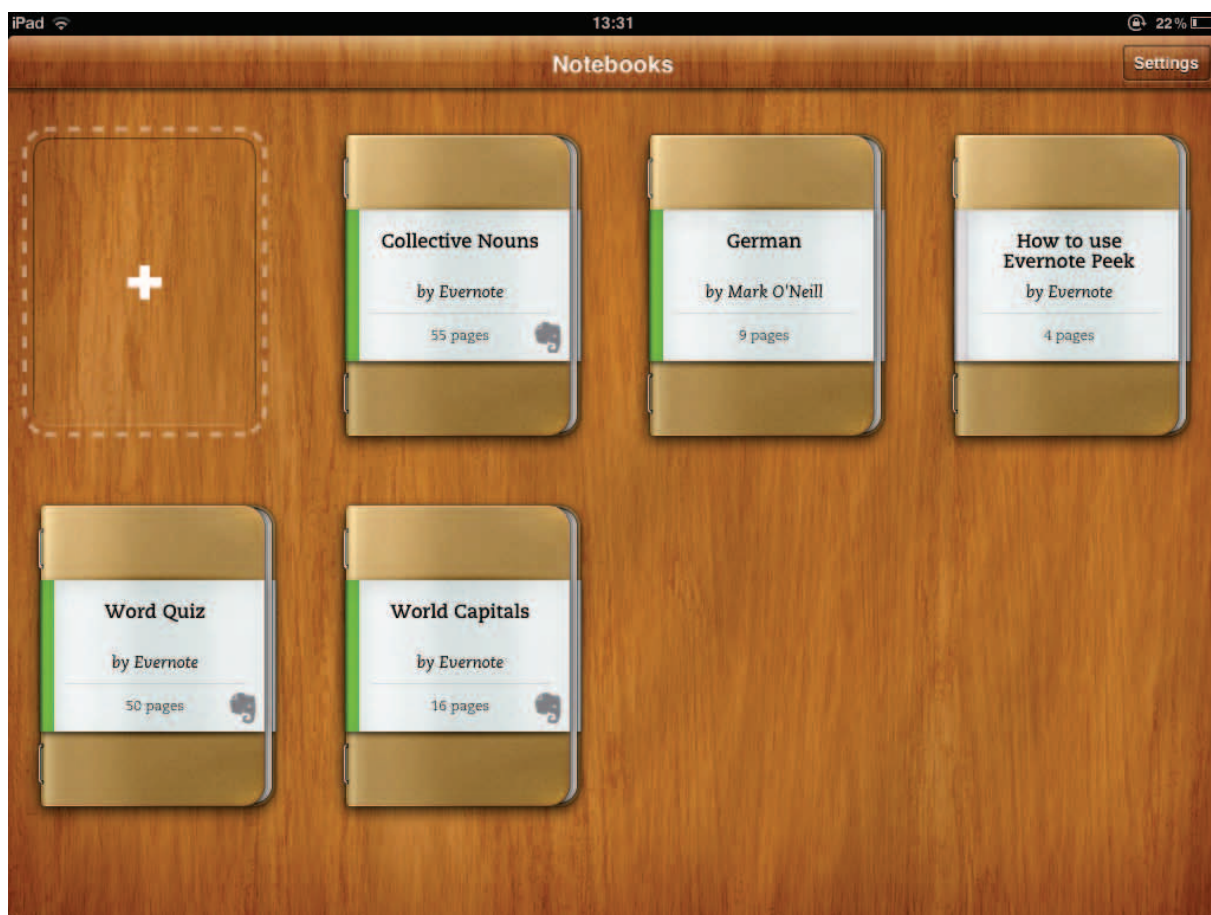 iPad 13:31 22%
Notebooks Settings
Collective Nouns
by Evernote
55 pages
German
by Mark O'Neill
9 pages
How to use
Evernote Peek
by Evernote
4 pages
Word Quiz
by Evernote
50 pages
World Capitals
by Evernote
16 pages